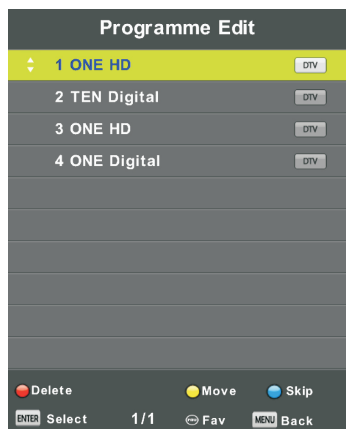 Programme Edit
1 ONE HD DTV
2 TEN Digital DTV
3 ONE HD DTV
4 ONE Digital DTV
Delete Move Skip
ENTER Select 1/1 Fav MENU Back